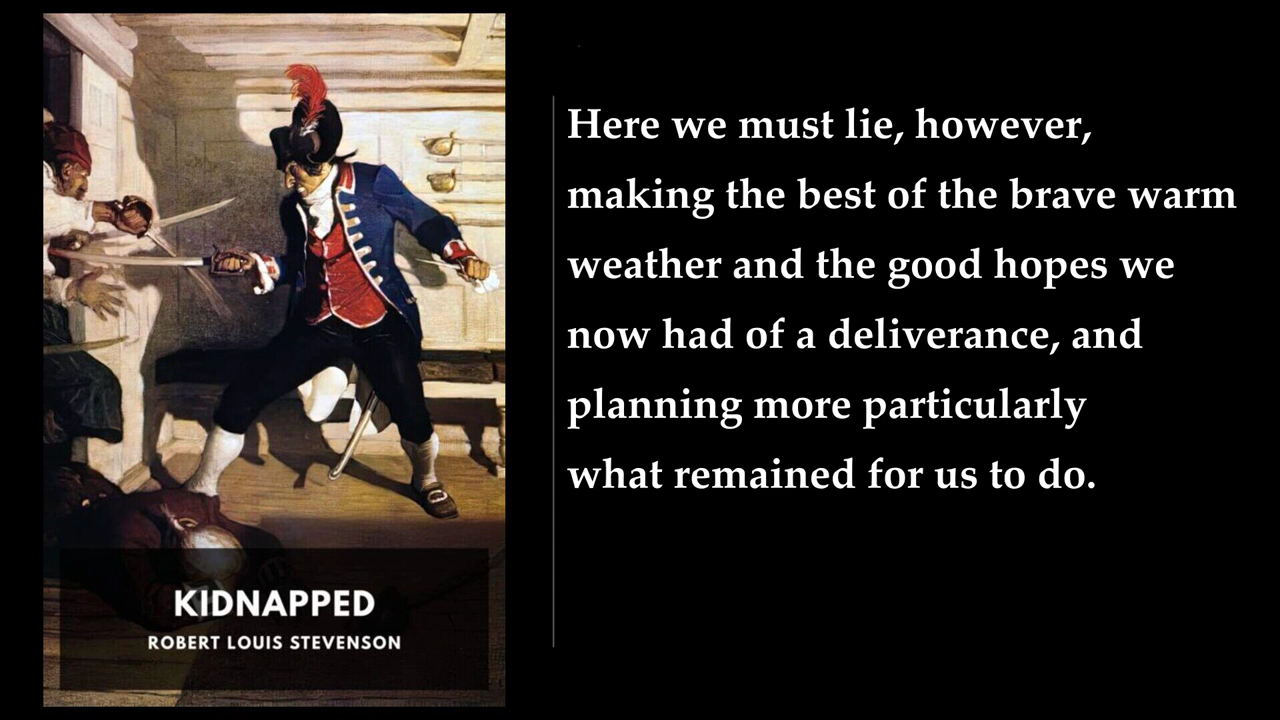 KIDNAPPED
ROBERT LOUIS STEVENSON
Here we must lie, however,
making the best of the brave warm
weather and the good hopes we
now had of a deliverance, and
planning more particularly
what remained for us to do.